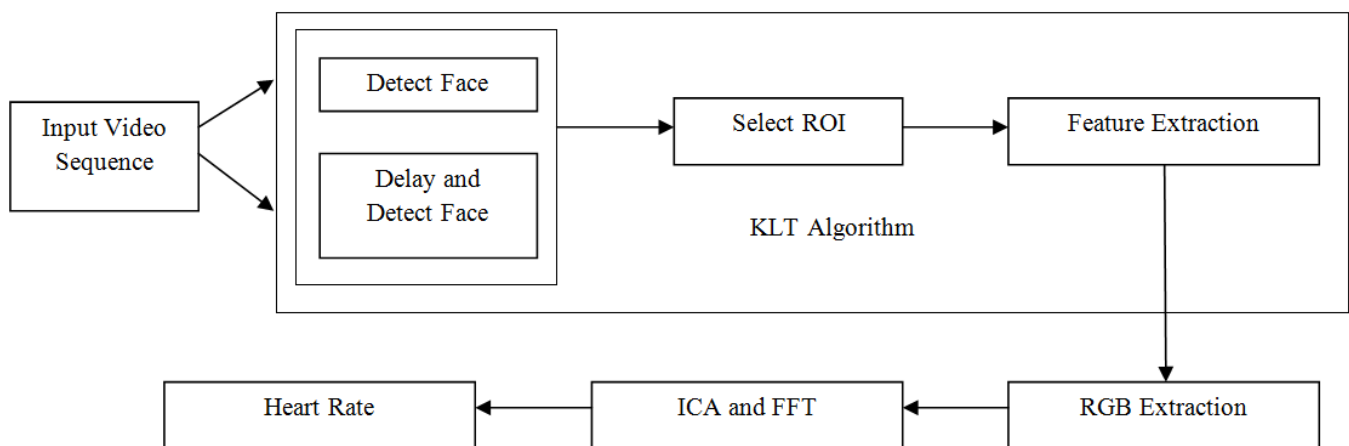 Input Video
Sequence
Detect Face
Delay and
Detect Face
Select ROI
Feature Extraction
KLT Algorithm
RGB Extraction
ICA and FFT
Heart Rate